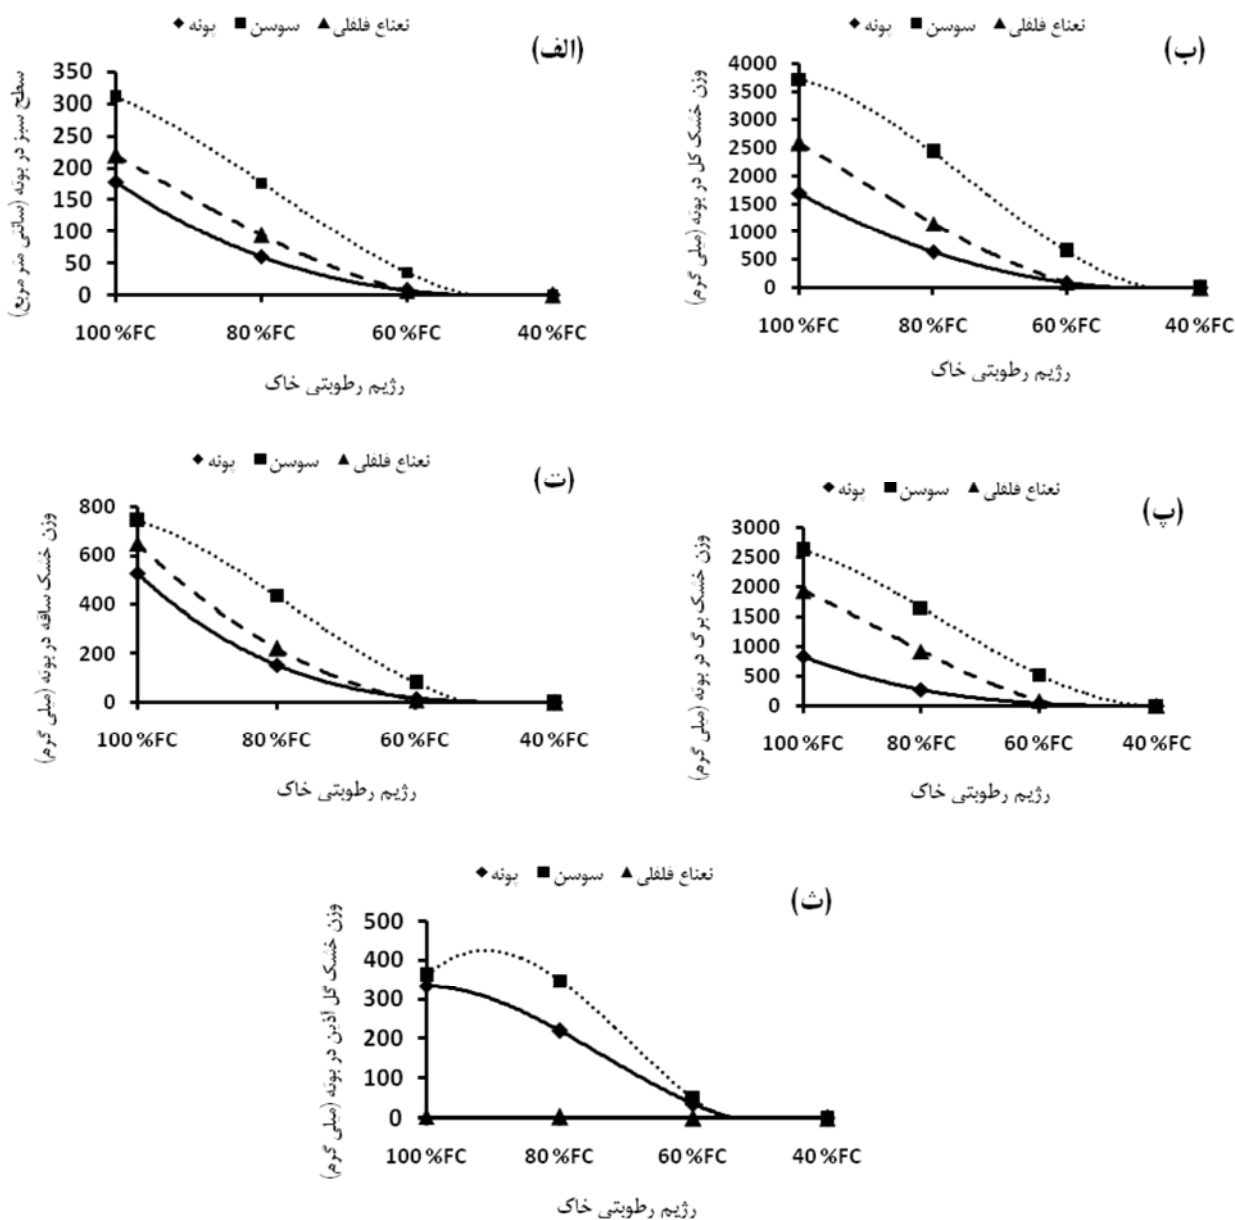 پونه سوسن نعناع فلفلی
(الف)
سطح سبز در بوته (سانتی متر مربع)
350
300
250
200
150
100
50
0
100 %FC 80 %FC 60 %FC 40 %FC
رژیم رطوبتی خاک
پونه سوسن نعناع فلفلی
(ب)
وزن خشک کل در بوته (میلی گرم)
4000
3500
3000
2500
2000
1500
1000
500
0
100 %FC 80 %FC 60 %FC 40 %FC
رژیم رطوبتی خاک
پونه سوسن نعناع فلفلی
(ت)
وزن خشک ساقه در بوته (میلی گرم)
800
600
400
200
0
100 %FC 80 %FC 60 %FC 40 %FC
رژیم رطوبتی خاک
پونه سوسن نعناع فلفلی
(پ)
وزن خشک برگ در بوته (میلی گرم)
3000
2500
2000
1500
1000
500
0
100 %FC 80 %FC 60 %FC 40 %FC
رژیم رطوبتی خاک
پونه سوسن نعناع فلفلی
(ث)
وزن خشک گل آذین در بوته (میلی گرم)
500
400
300
200
100
0
100 %FC 80 %FC 60 %FC 40 %FC
رژیم رطوبتی خاک